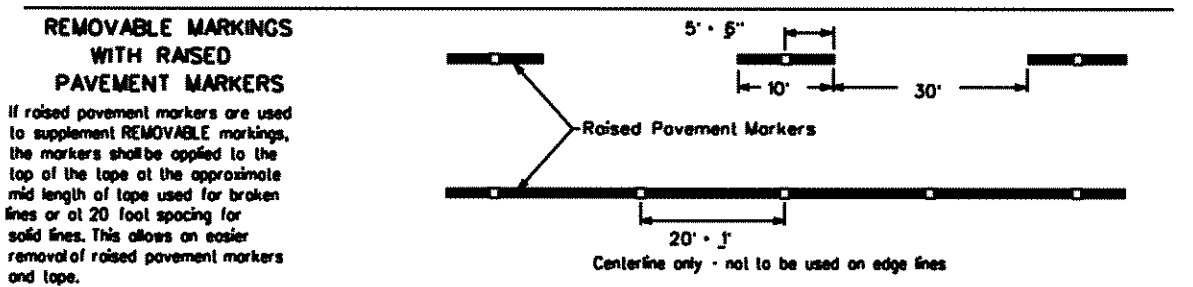 REMOVABLE MARKINGS
WITH RAISED
PAVEMENT MARKERS
If raised pavement markers are used
to supplement REMOVABLE markings,
the markers shall be applied to the
top of the tape at the approximate
mid length of tape used for broken
lines or at 20 foot spacing for
solid lines. This allows an easier
removal of raised pavement markers
and tape.
5' · 6"
10'
30'
Raised Pavement Markers
20' · 1'
Centerline only - not to be used on edge lines